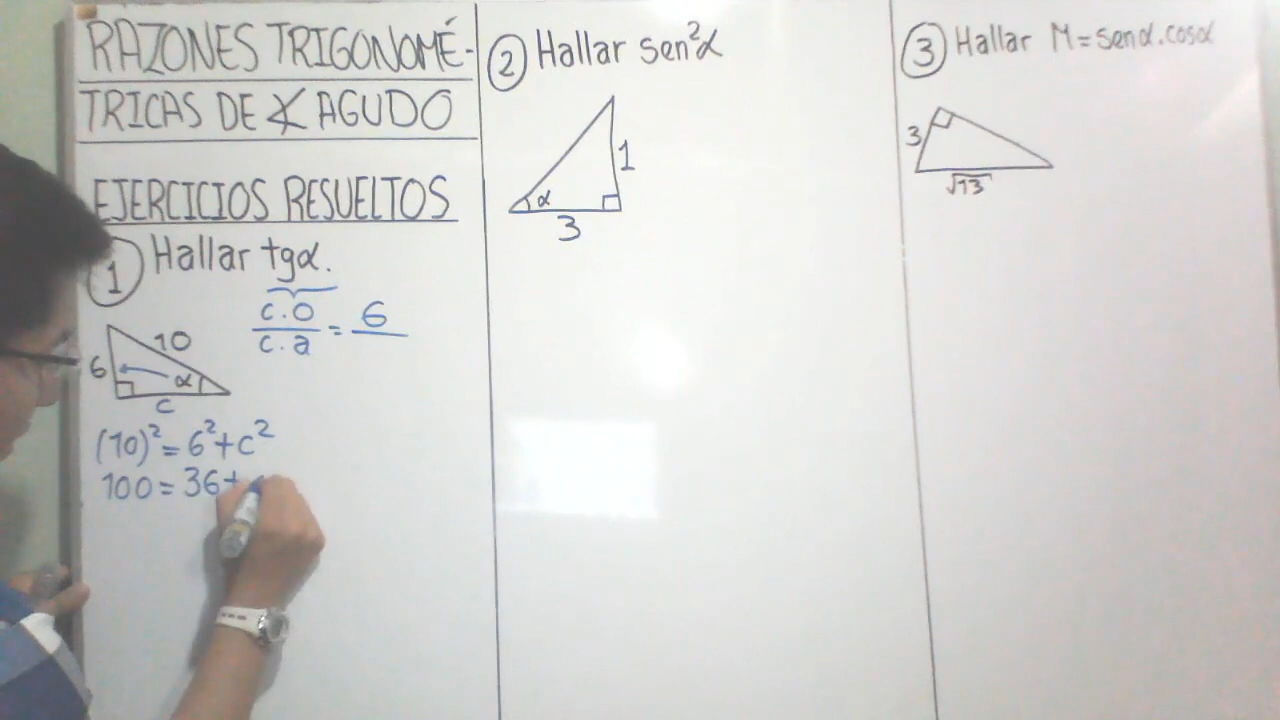 RAZONES TRIGONOMÉ-
TRICAS DE ∢ AGUDO
EJERCICIOS RESUELTOS
1 Hallar tgα.
c.o
c.a
= 6
10
6
α
c
(10)² = 6² + c²
100 = 36 +
2 Hallar sen²α
1
α
3
3 Hallar M = senα.cosα
3
√13